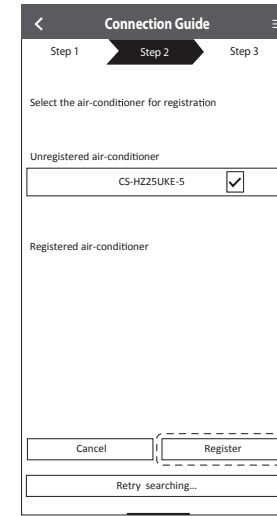 Connection Guide
Step 1 Step 2 Step 3
Select the air-conditioner for registration
Unregistered air-conditioner
CS-HZ25UKE-5
Registered air-conditioner
Cancel Register
Retry searching...